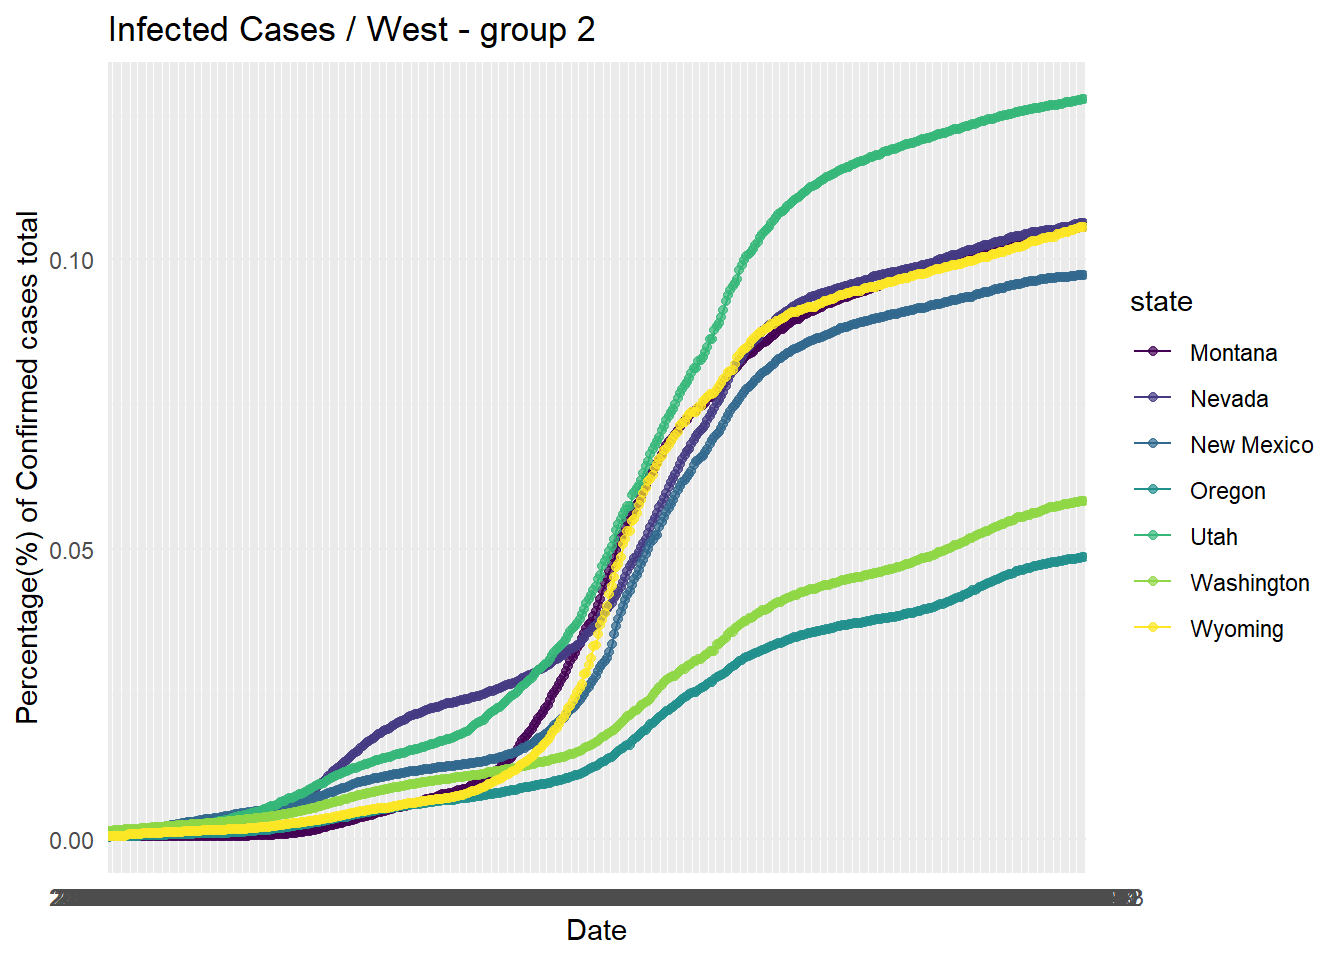 Infected Cases / West - group 2
Percentage(%) of Confirmed cases total
0.10
0.05
0.00
Date
state
Montana
Nevada
New Mexico
Oregon
Utah
Washington
Wyoming